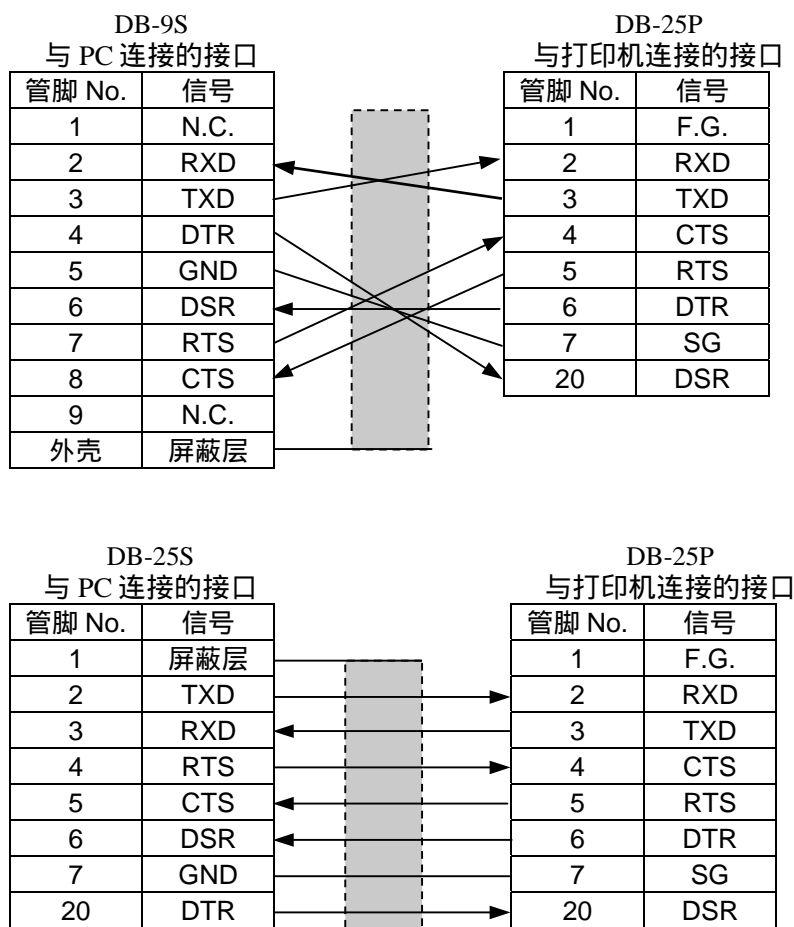 DB-9S
与 PC 连接的接口
管脚 No. 信号
1 N.C.
2 RXD
3 TXD
4 DTR
5 GND
6 DSR
7 RTS
8 CTS
9 N.C.
外壳 屏蔽层
DB-25P
与打印机连接的接口
管脚 No. 信号
1 F.G.
2 RXD
3 TXD
4 CTS
5 RTS
6 DTR
7 SG
20 DSR
DB-25S
与 PC 连接的接口
管脚 No. 信号
1 屏蔽层
2 TXD
3 RXD
4 RTS
5 CTS
6 DSR
7 GND
20 DTR
DB-25P
与打印机连接的接口
管脚 No. 信号
1 F.G.
2 RXD
3 TXD
4 CTS
5 RTS
6 DTR
7 SG
20 DSR